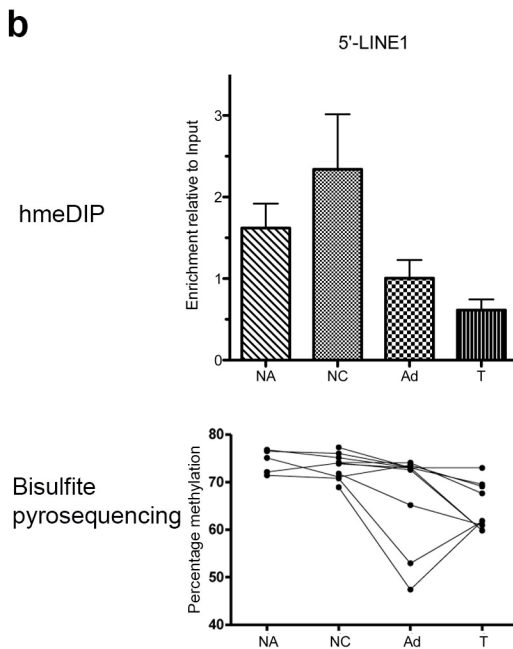 b
5'-LINE1
hmeDIP
Enrichment relative to Input
3
2
1
0
NA NC Ad T
Bisulfite
pyrosequencing
Percentage methylation
80
70
60
50
40
NA NC Ad T